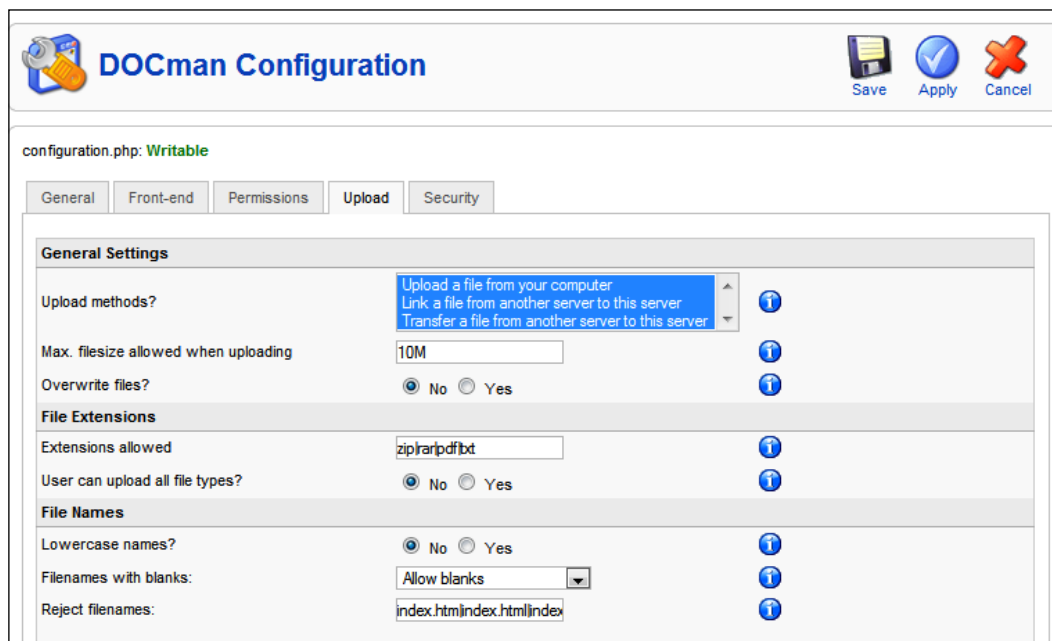 DOCman Configuration
Save Apply Cancel
configuration.php: Writable
General Front-end Permissions Upload Security
General Settings
Upload methods?
Upload a file from your computer
Link a file from another server to this server
Transfer a file from another server to this server
Max. filesize allowed when uploading 10M
Overwrite files? No Yes
File Extensions
Extensions allowed zip|rar|pdf|txt
User can upload all file types? No Yes
File Names
Lowercase names? No Yes
Filenames with blanks: Allow blanks
Reject filenames: index.htm|index.html|index